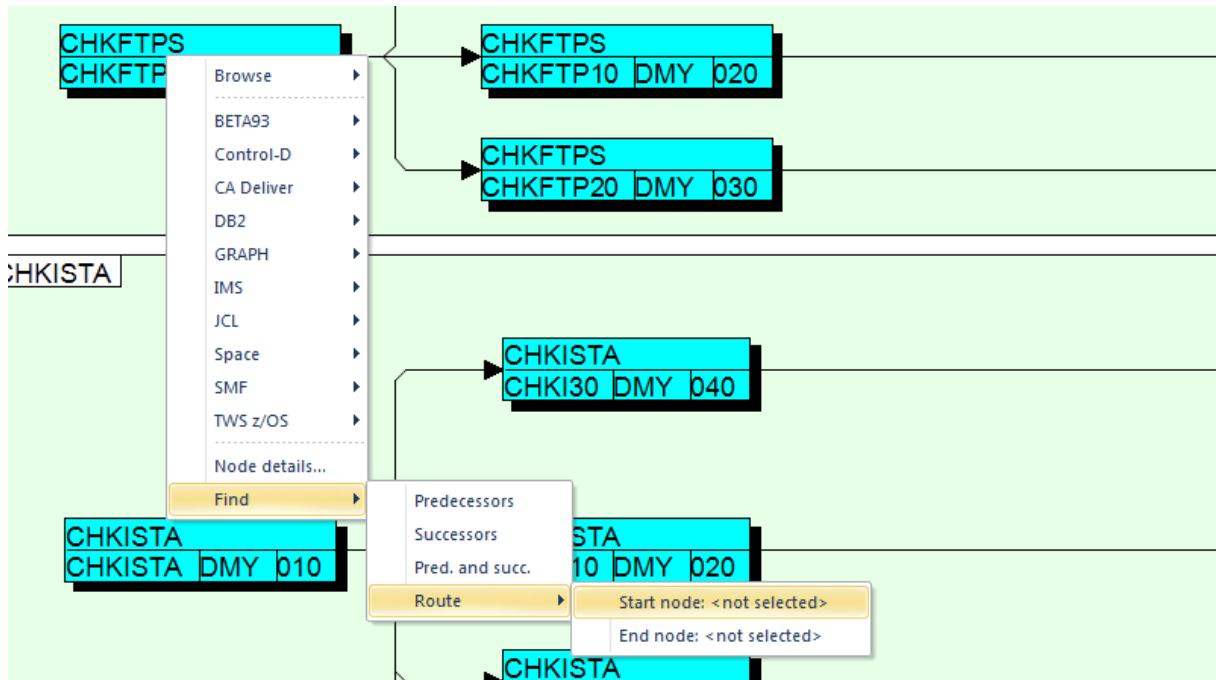 CHKFTPS
CHKFTP
CHKFTPS
CHKFTP10 DMY 020
CHKFTPS
CHKFTP20 DMY 030
Browse
BETA93
Control-D
CA Deliver
DB2
GRAPH
IMS
JCL
Space
SMF
TWS z/OS
Node details...
Find
CHKISTA
CHKISTA
CHKI30 DMY 040
CHKISTA
CHKISTA DMY 010
Predecessors
Successors
Pred. and succ.
Route
STA
10 DMY 020
Start node: <not selected>
End node: <not selected>
CHKISTA